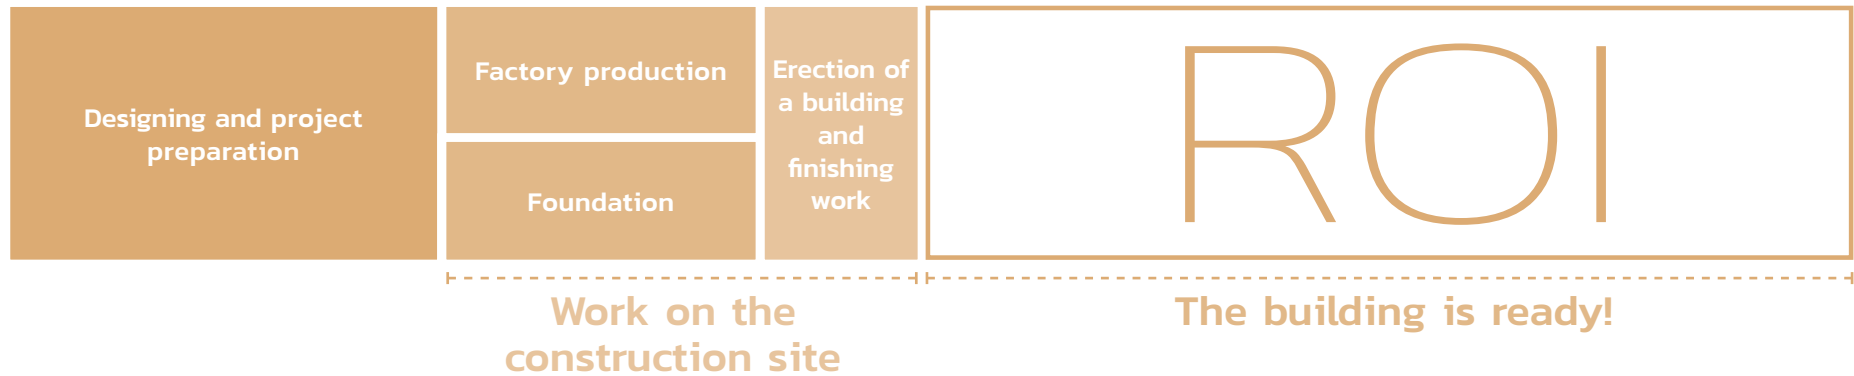 Designing and project
preparation
Factory production
Foundation
Erection of
a building
and
finishing
work
ROI
Work on the
construction site
The building is ready!